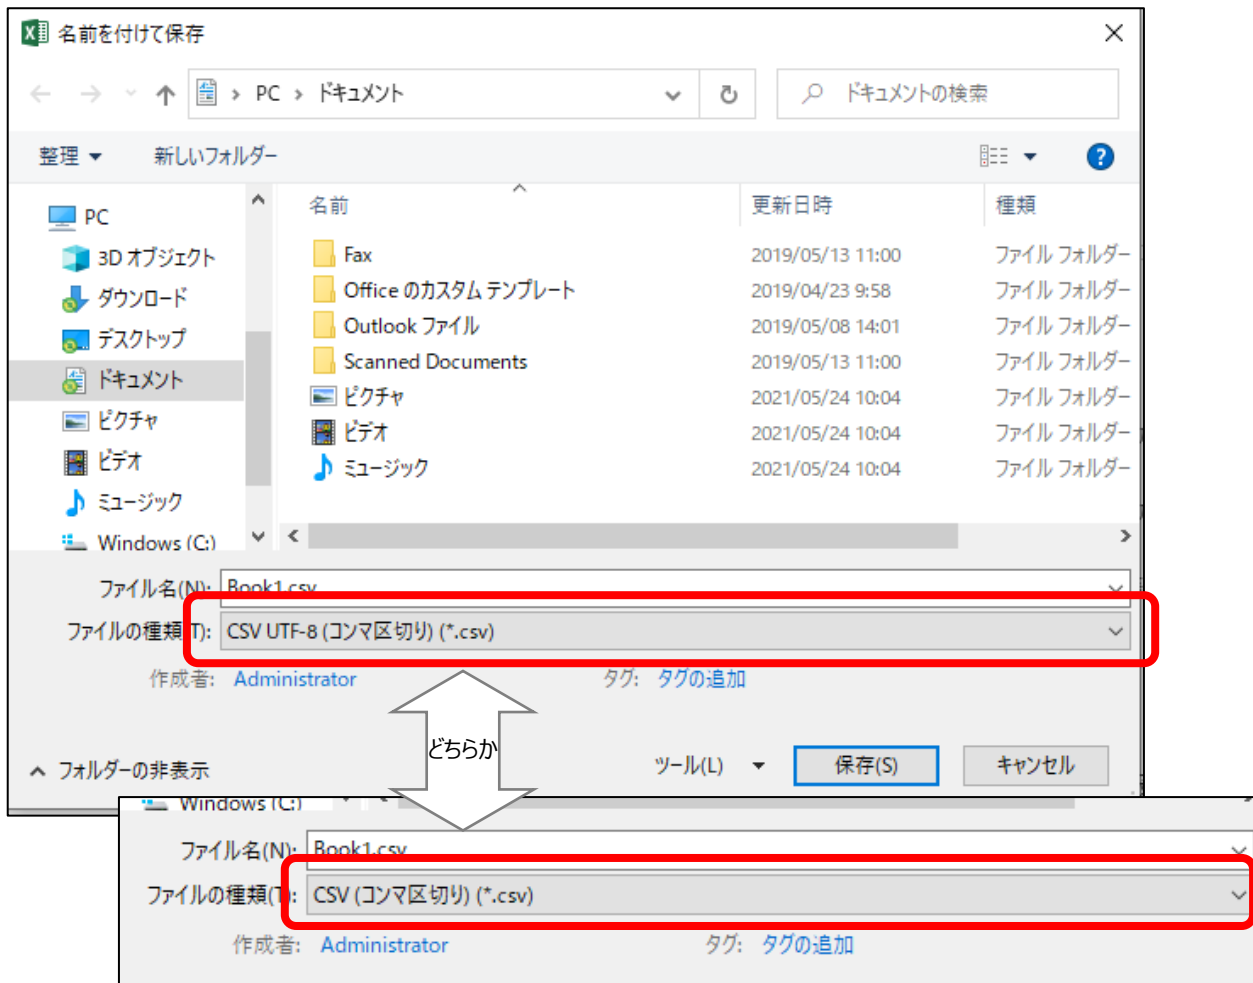 名前を付けて保存
PC > ドキュメント
ドキュメントの検索
整理
新しいフォルダー
PC
3D オブジェクト
ダウンロード
デスクトップ
ドキュメント
ピクチャ
ビデオ
ミュージック
Windows (C:)
名前 更新日時 種類
Fax 2019/05/13 11:00 ファイル フォルダー
Office のカスタム テンプレート 2019/04/23 9:58 ファイル フォルダー
Outlook ファイル 2019/05/08 14:01 ファイル フォルダー
Scanned Documents 2019/05/13 11:00 ファイル フォルダー
ピクチャ 2021/05/24 10:04 ファイル フォルダー
ビデオ 2021/05/24 10:04 ファイル フォルダー
ミュージック 2021/05/24 10:04 ファイル フォルダー
ファイル名(N): Book1.csv
ファイルの種類(T): CSV UTF-8 (コンマ区切り) (*.csv)
作成者: Administrator タグ: タグの追加
どちらか
フォルダーの非表示 ツール(L) 保存(S) キャンセル
Windows (C:)
ファイル名(N): Book1.csv
ファイルの種類(T): CSV (コンマ区切り) (*.csv)
作成者: Administrator タグ: タグの追加